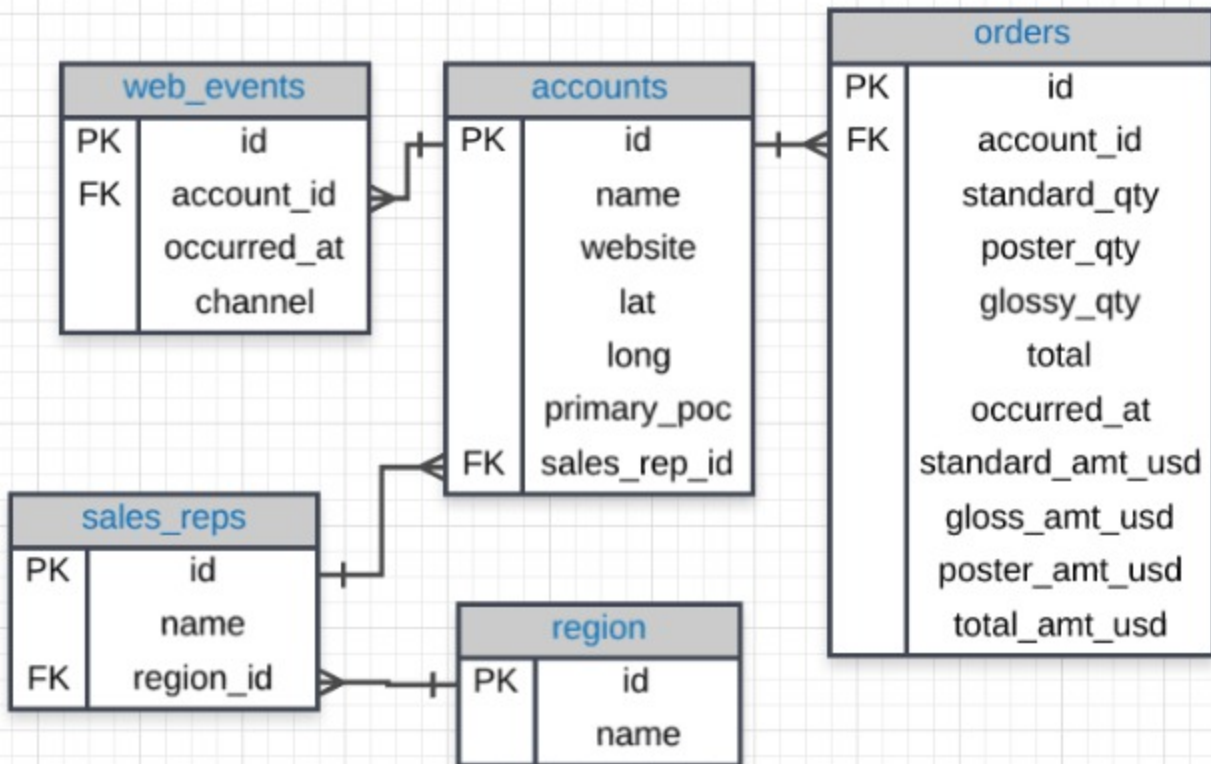 web_events
PK id
FK account_id
occurred_at
channel
accounts
PK id
name
website
lat
long
primary_poc
FK sales_rep_id
orders
PK id
FK account_id
standard_qty
poster_qty
glossy_qty
total
occurred_at
standard_amt_usd
gloss_amt_usd
poster_amt_usd
total_amt_usd
sales_reps
PK id
name
FK region_id
region
PK id
name